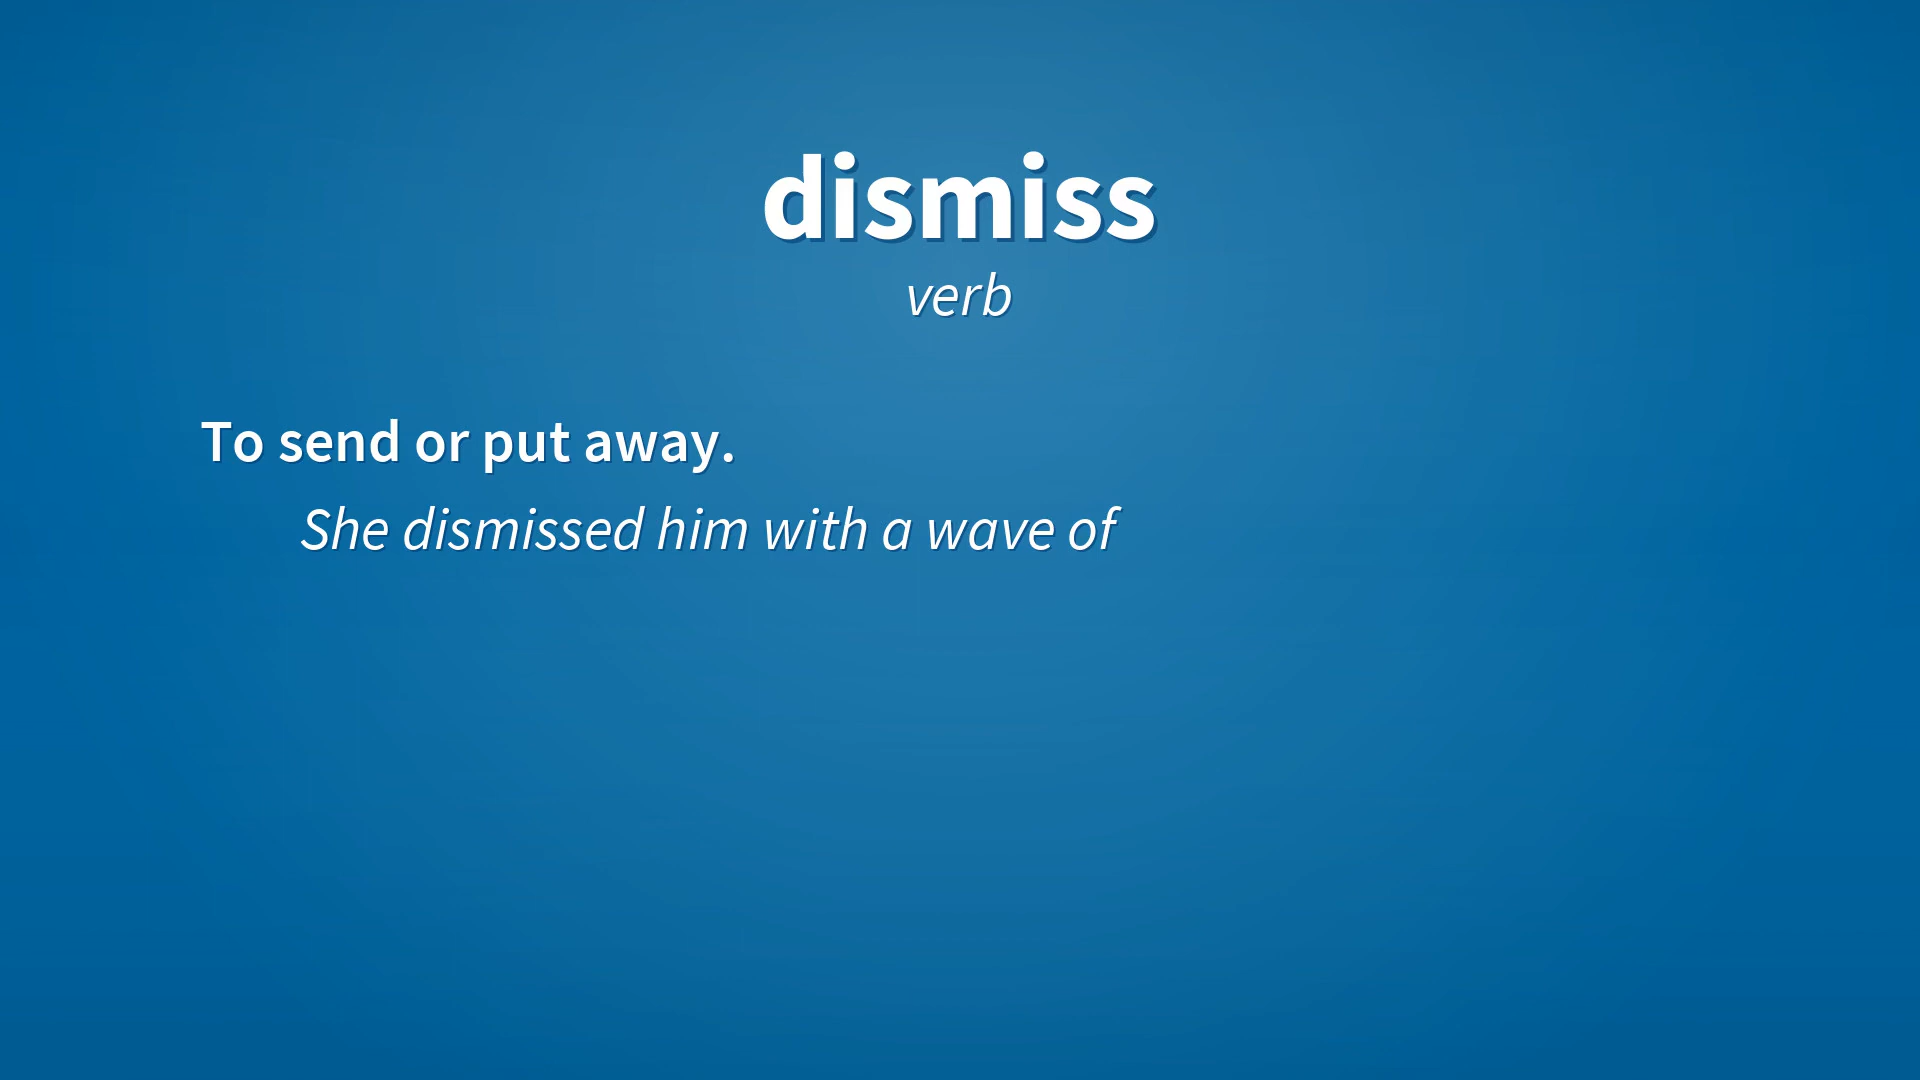 dismiss
verb
To send or put away.
She dismissed him with a wave of